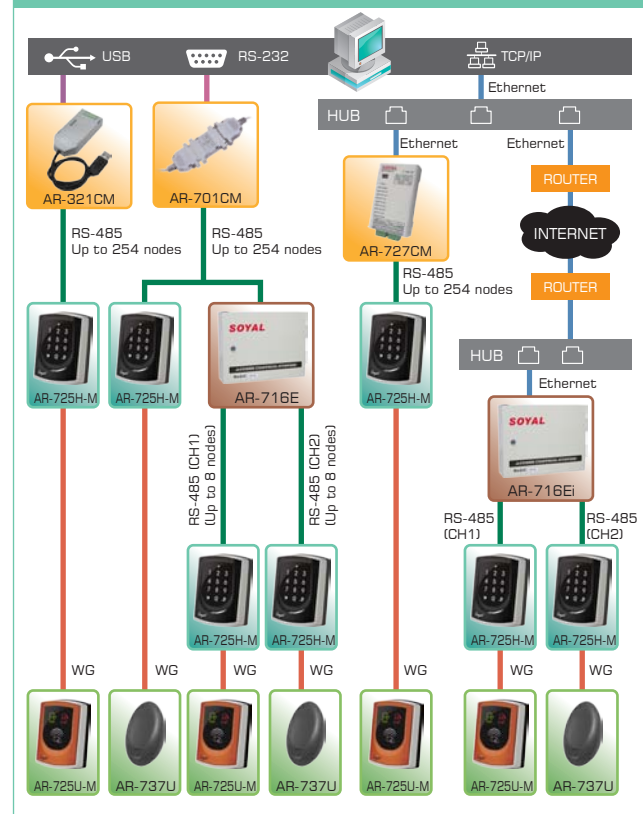 USB
RS-232
TCP/IP
Ethernet
HUB
Ethernet
Ethernet
AR-321CM
AR-701CM
AR-727CM
ROUTER
INTERNET
ROUTER
RS-485
Up to 254 nodes
RS-485
Up to 254 nodes
RS-485
Up to 254 nodes
HUB
Ethernet
AR-725H-M
AR-725H-M
SOYAL
AR-716E
AR-725H-M
SOYAL
AR-716Ei
RS-485 (CH1)
(Up to 8 nodes)
RS-485 (CH2)
(Up to 8 nodes)
RS-485
(CH1)
RS-485
(CH2)
AR-725H-M
AR-725H-M
AR-725H-M
AR-725H-M
WG
WG
WG
WG
WG
WG
WG
AR-725U-M
AR-737U
AR-725U-M
AR-737U
AR-725U-M
AR-725U-M
AR-737U